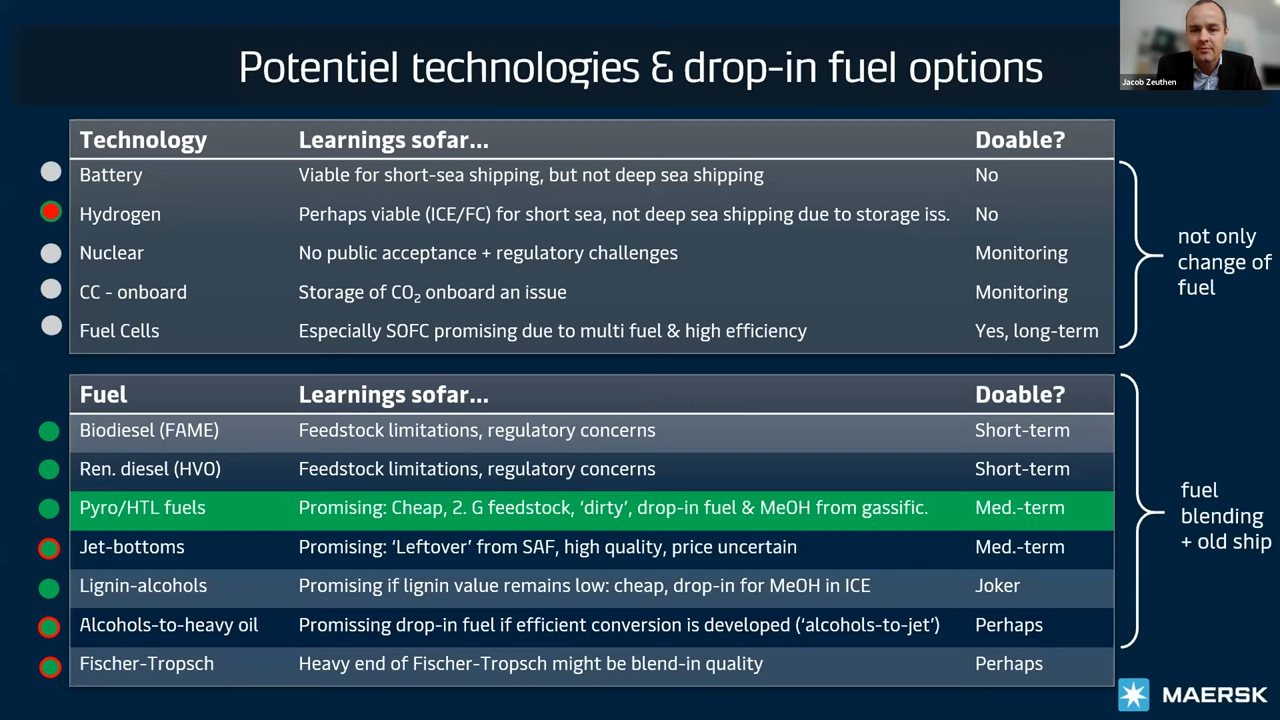 Potentiel technologies & drop-in fuel options
Jacob Zeuthen
Technology Learnings sofar... Doable?
Battery Viable for short-sea shipping, but not deep sea shipping No
Hydrogen Perhaps viable (ICE/FC) for short sea, not deep sea shipping due to storage iss. No
Nuclear No public acceptance + regulatory challenges Monitoring
CC - onboard Storage of CO₂ onboard an issue Monitoring
Fuel Cells Especially SOFC promising due to multi fuel & high efficiency Yes, long-term
not only
change of
fuel
Fuel Learnings sofar... Doable?
Biodiesel (FAME) Feedstock limitations, regulatory concerns Short-term
Ren. diesel (HVO) Feedstock limitations, regulatory concerns Short-term
Pyro/HTL fuels Promising: Cheap, 2. G feedstock, ‘dirty’, drop-in fuel & MeOH from gassific. Med.-term
Jet-bottoms Promising: ‘Leftover’ from SAF, high quality, price uncertain Med.-term
Lignin-alcohols Promising if lignin value remains low: cheap, drop-in for MeOH in ICE Joker
Alcohols-to-heavy oil Promissing drop-in fuel if efficient conversion is developed (‘alcohols-to-jet’) Perhaps
Fischer-Tropsch Heavy end of Fischer-Tropsch might be blend-in quality Perhaps
fuel
blending
+ old ship
MAERSK